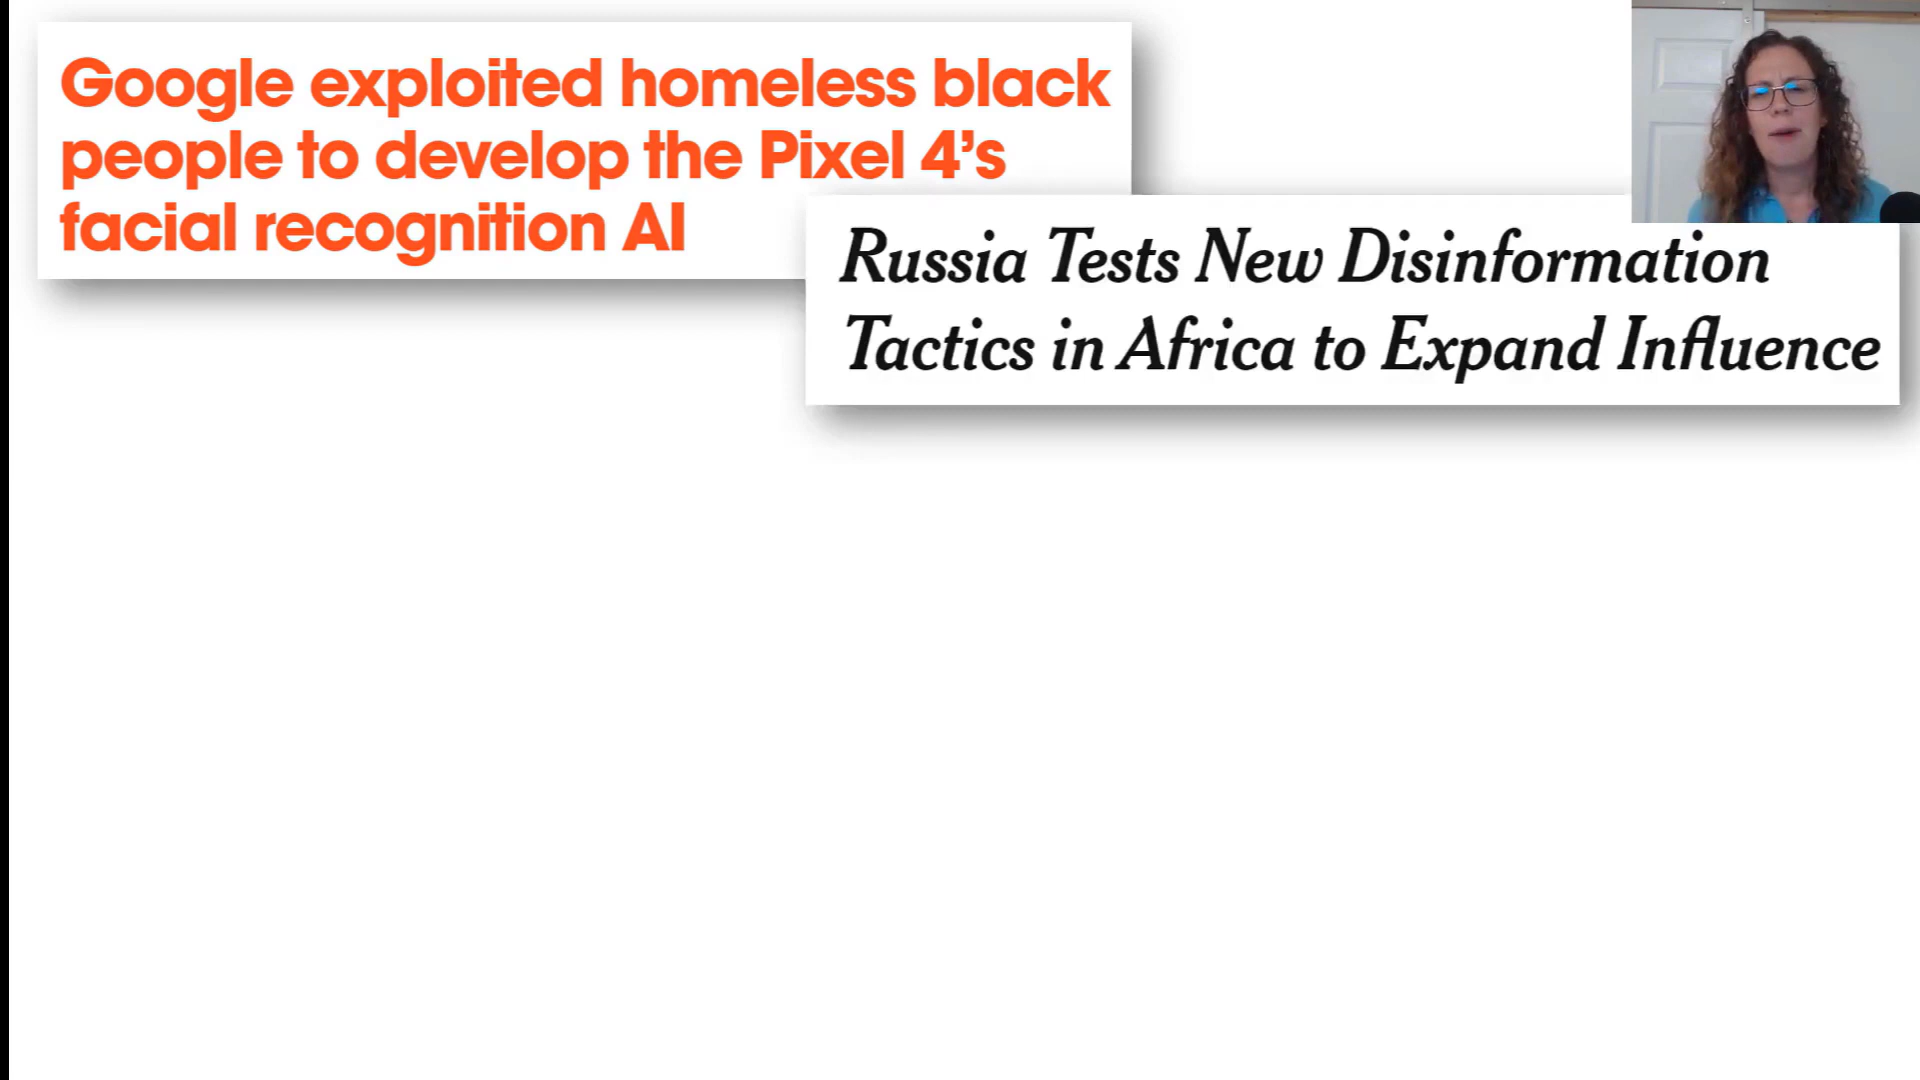 Google exploited homeless black
people to develop the Pixel 4’s
facial recognition AI
Russia Tests New Disinformation
Tactics in Africa to Expand Influence